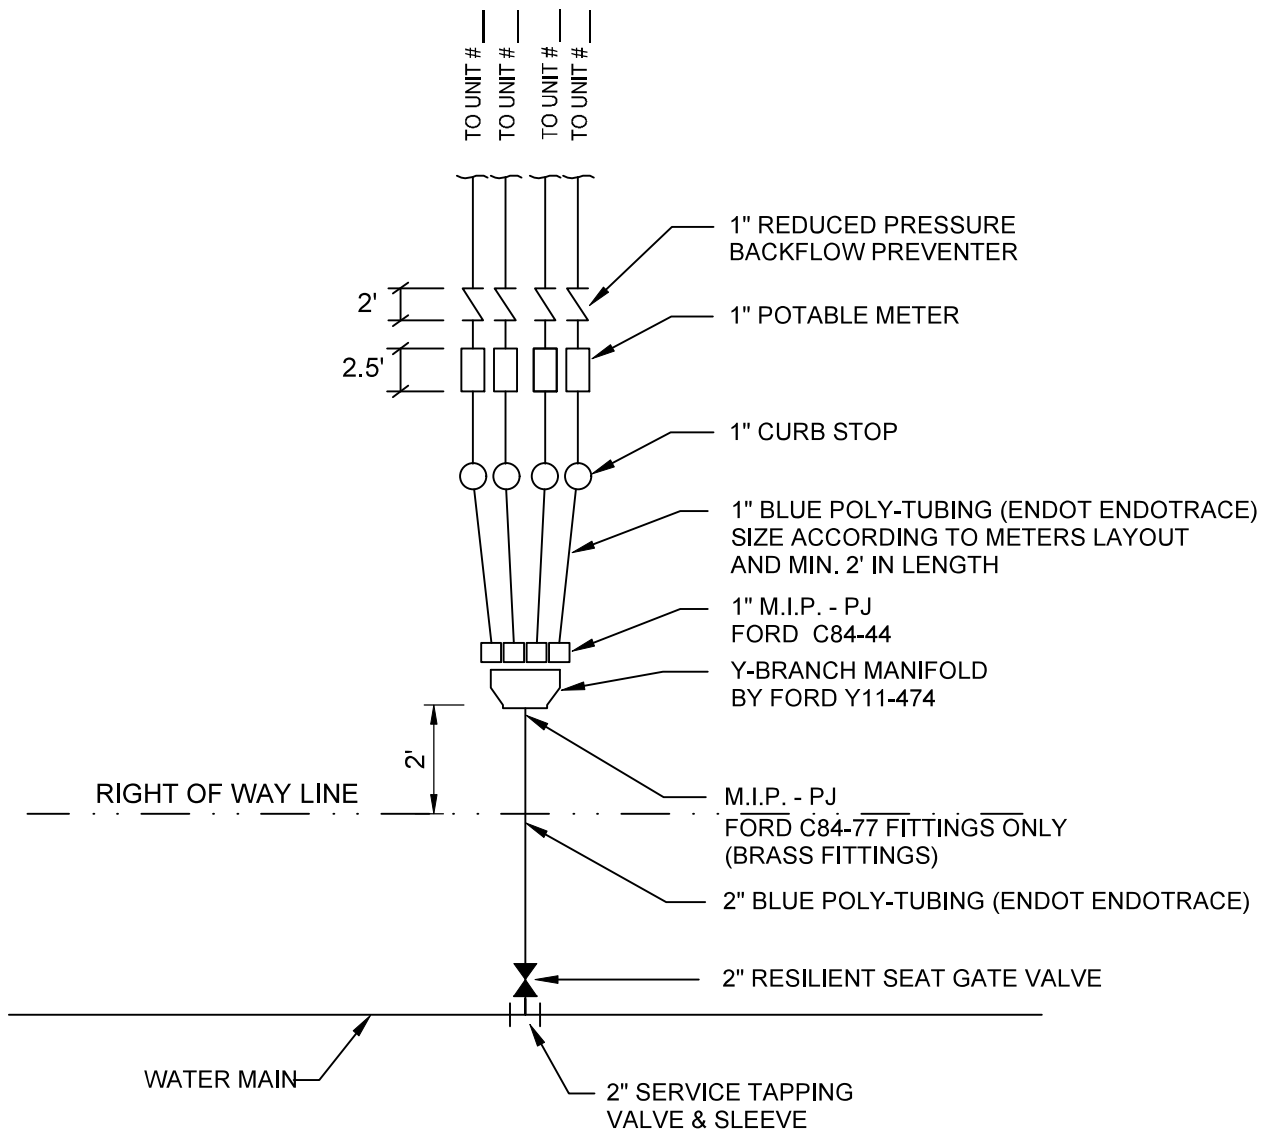 TO UNIT #
TO UNIT #
TO UNIT #
TO UNIT #
1" REDUCED PRESSURE
BACKFLOW PREVENTER
2'
1" POTABLE METER
2.5'
1" CURB STOP
1" BLUE POLY-TUBING (ENDOT ENDOTRACE)
SIZE ACCORDING TO METERS LAYOUT
AND MIN. 2' IN LENGTH
1" M.I.P. - PJ
FORD C84-44
Y-BRANCH MANIFOLD
BY FORD Y11-474
2'
RIGHT OF WAY LINE
M.I.P. - PJ
FORD C84-77 FITTINGS ONLY
(BRASS FITTINGS)
2" BLUE POLY-TUBING (ENDOT ENDOTRACE)
2" RESILIENT SEAT GATE VALVE
WATER MAIN
2" SERVICE TAPPING
VALVE & SLEEVE